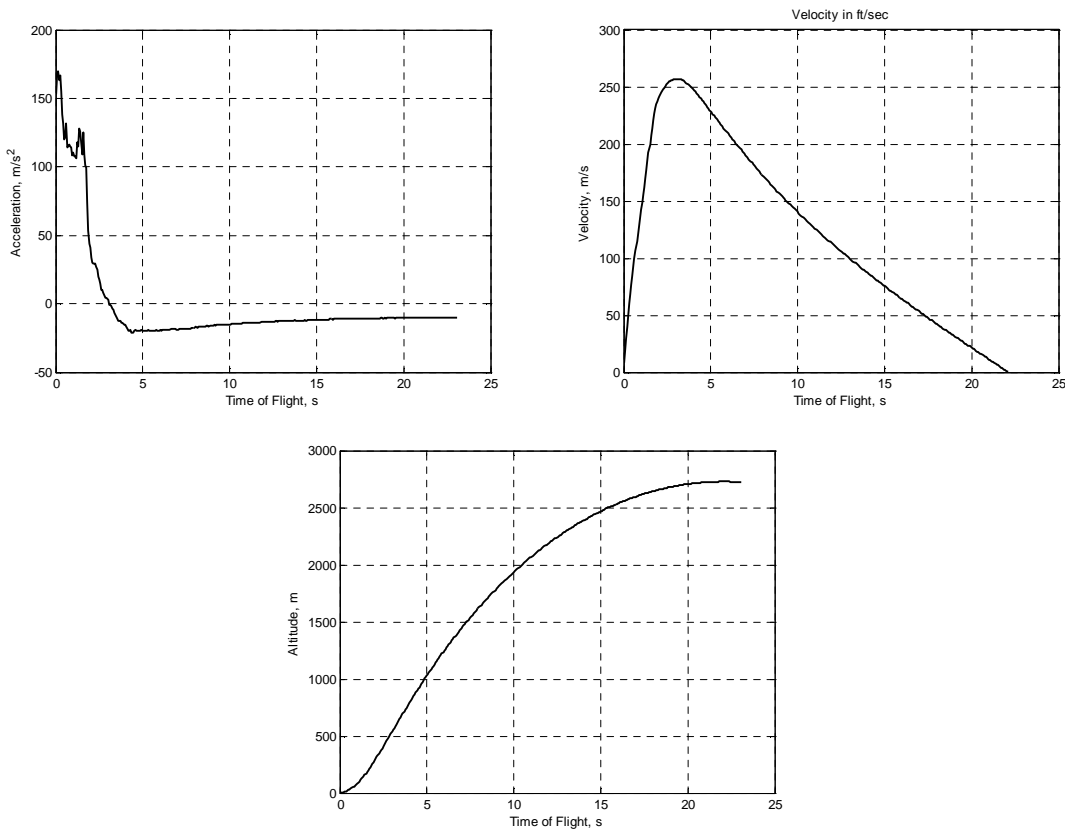 200
150
100
50
0
-50
Acceleration, m/s2
0 5 10 15 20 25
Time of Flight, s
Velocity in ft/sec
300
250
200
150
100
50
0
Velocity, m/s
0 5 10 15 20 25
Time of Flight, s
3000
2500
2000
1500
1000
500
0
Altitude, m
0 5 10 15 20 25
Time of Flight, s